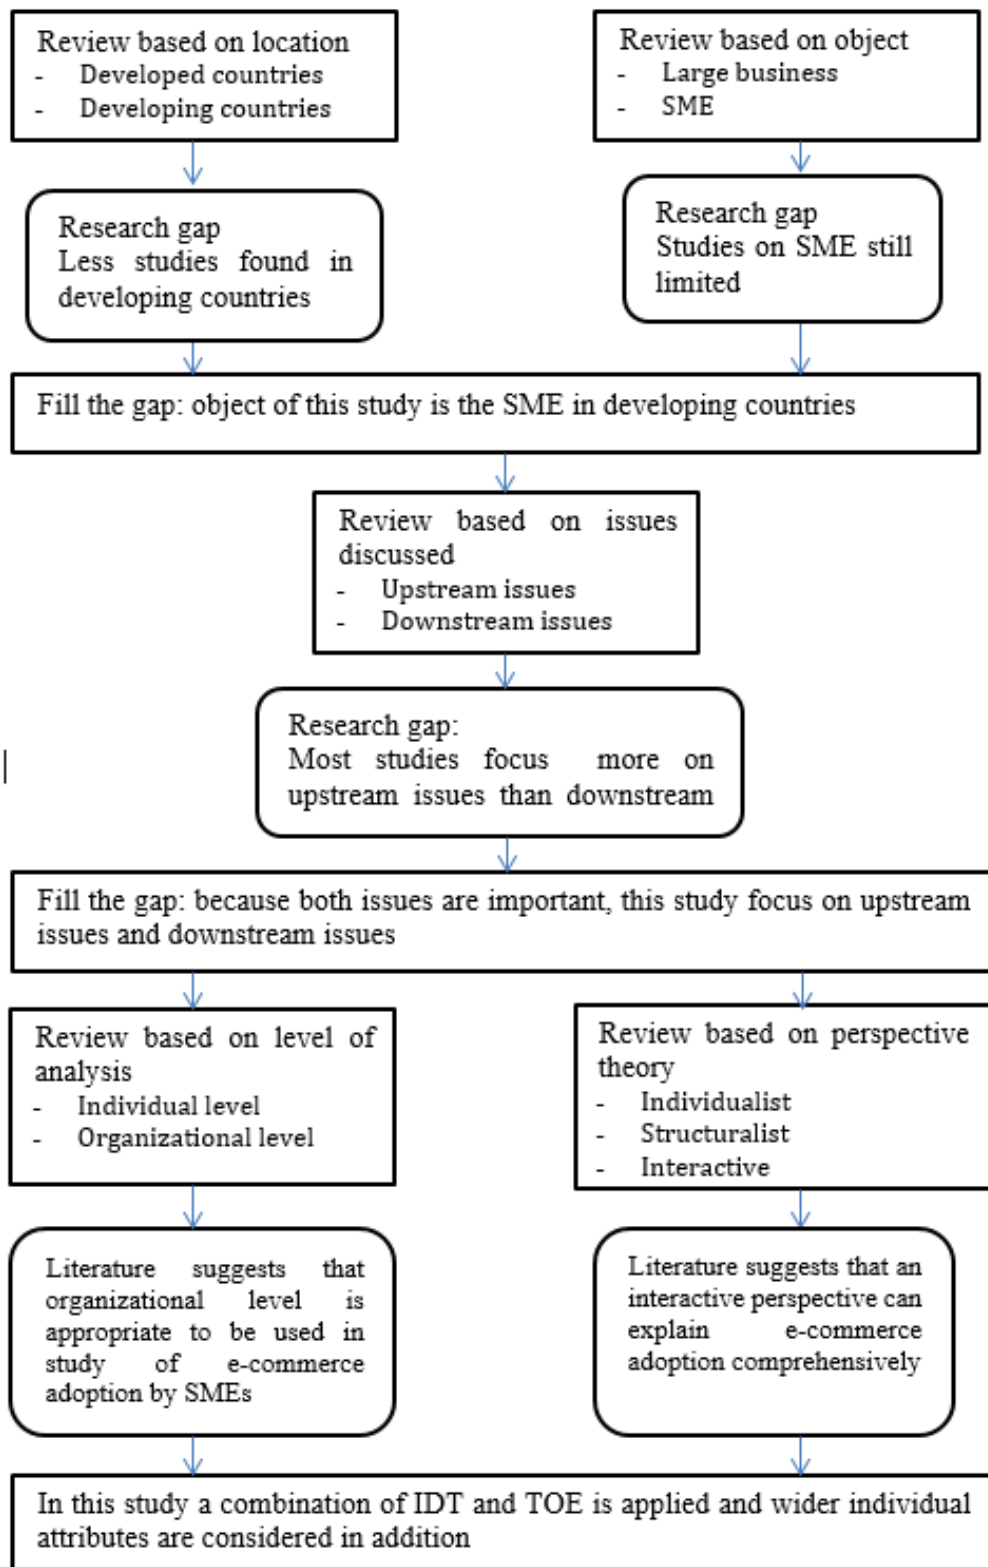 Review based on location
- Developed countries
- Developing countries
Review based on object
- Large business
- SME
Research gap
Less studies found in
developing countries
Research gap
Studies on SME still
limited
Fill the gap: object of this study is the SME in developing countries
Review based on issues
discussed
- Upstream issues
- Downstream issues
Research gap:
Most studies focus more on
upstream issues than downstream
Fill the gap: because both issues are important, this study focus on upstream
issues and downstream issues
Review based on level of
analysis
- Individual level
- Organizational level
Review based on perspective
theory
- Individualist
- Structuralist
- Interactive
Literature suggests that
organizational level is
appropriate to be used in
study of e-commerce
adoption by SMEs
Literature suggests that an
interactive perspective can
explain e-commerce
adoption comprehensively
In this study a combination of IDT and TOE is applied and wider individual
attributes are considered in addition